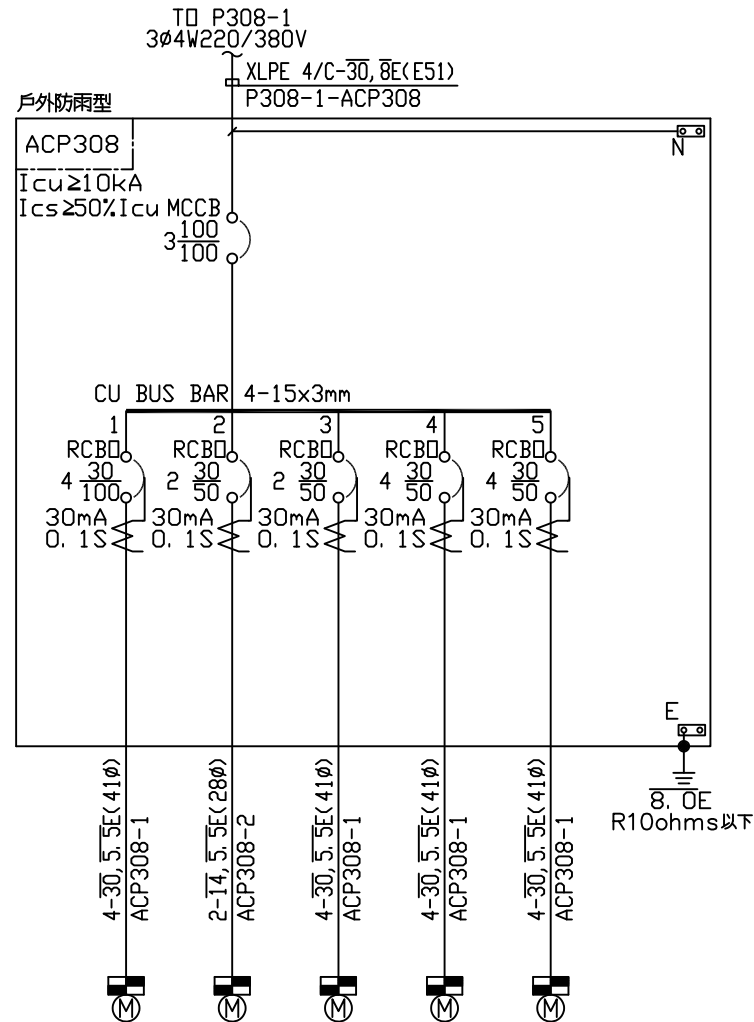 TO P308-1
3ø4W220/380V
XLPE 4/C-30, 8E(E51)
P308-1-ACP308
戶外防雨型
ACP308
N
Icu≥10kA
Ics≥50%Icu MCCB
3 100/100
CU BUS BAR 4-15x3mm
1 2 3 4 5
RCBO RCBO RCBO RCBO RCBO
4 30/100 2 30/50 2 30/50 4 30/50 4 30/50
30mA 30mA 30mA 30mA 30mA
0.1S 0.1S 0.1S 0.1S 0.1S
E
8.0E
R10ohms以下
4-30, 5.5E(41ø)
ACP308-1
2-14, 5.5E(28ø)
ACP308-2
4-30, 5.5E(41ø)
ACP308-1
4-30, 5.5E(41ø)
ACP308-1
4-30, 5.5E(41ø)
ACP308-1
M M M M M